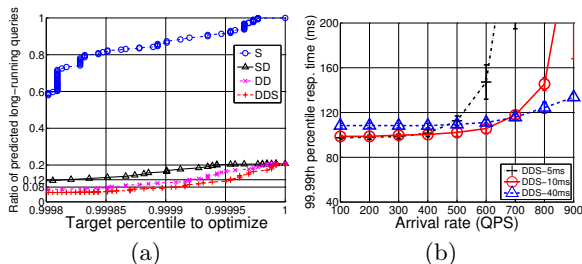 Ratio of predicted long-running queries
1.0
0.8
0.6
0.4
0.2
0.12
0.08
0
S
SD
DD
DDS
0.9998 0.99985 0.9999 0.99995 1
Target percentile to optimize
(a)
99.99th percentile resp. time (ms)
200
160
120
80
40
DDS-5ms
DDS-10ms
DDS-40ms
100 200 300 400 500 600 700 800 900
Arrival rate (QPS)
(b)